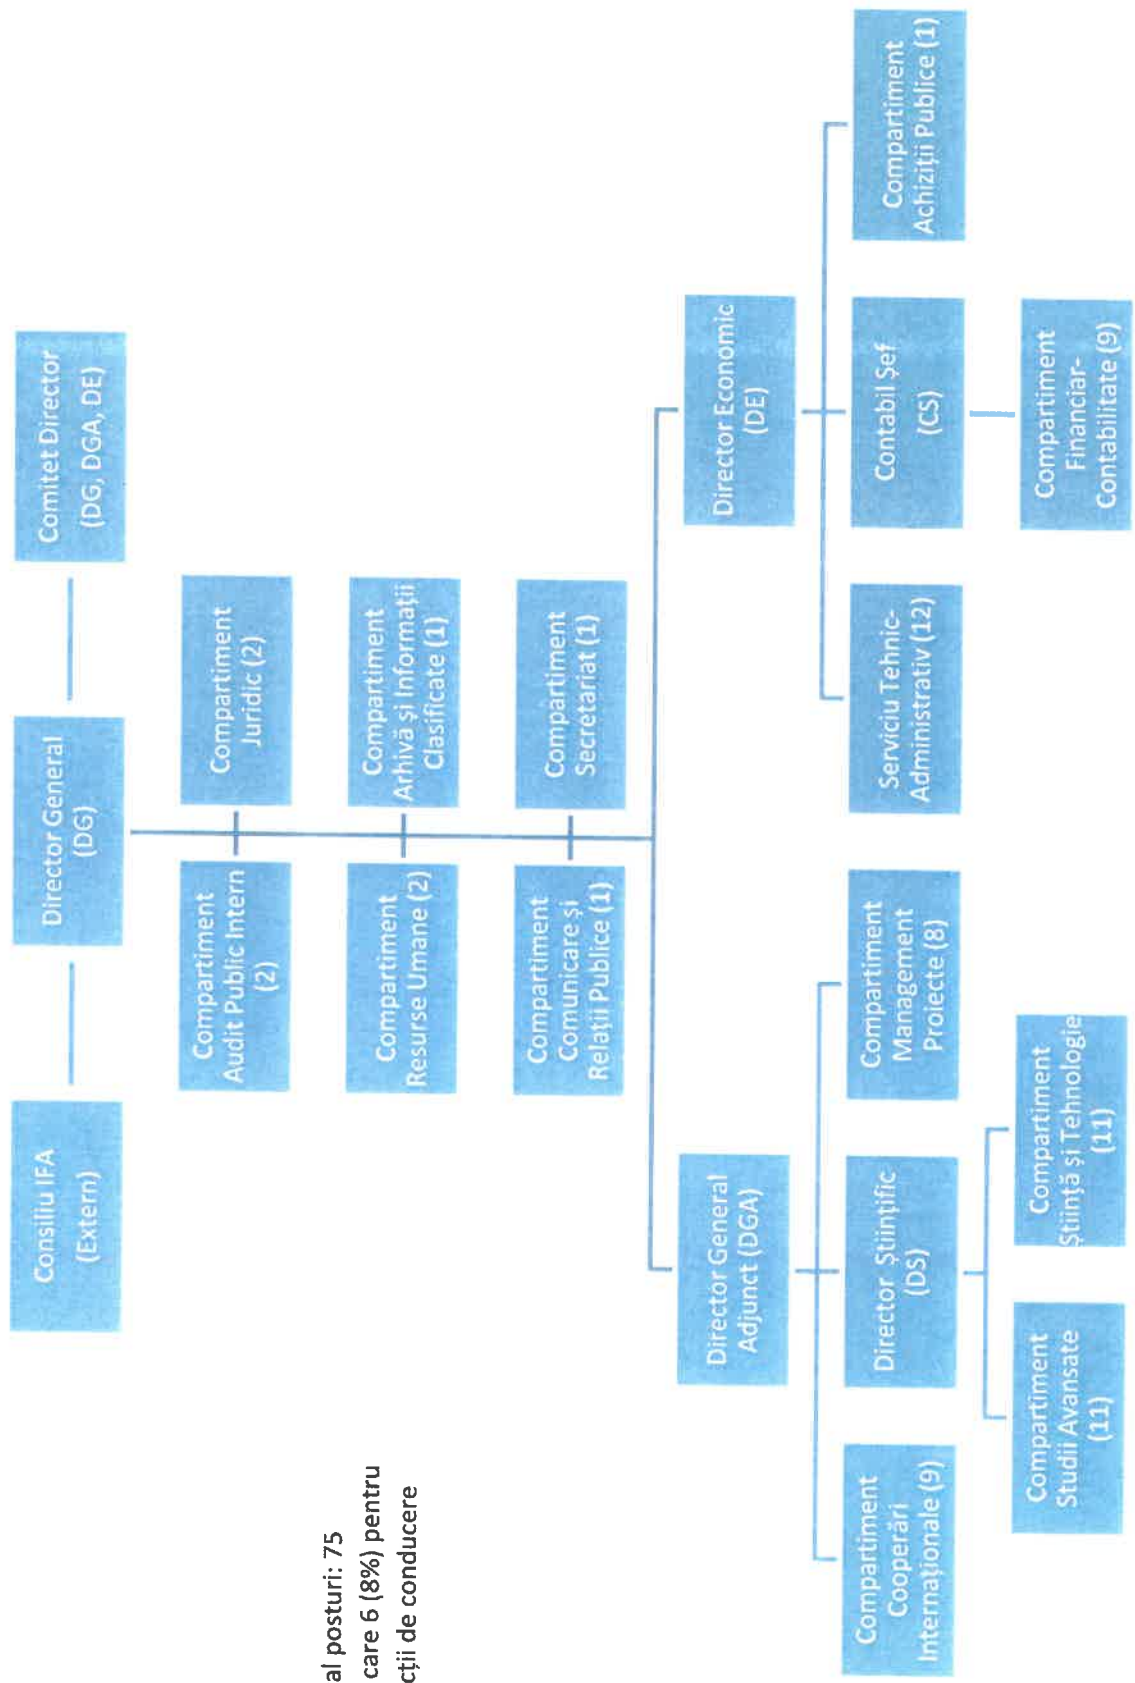 Consiliu IFA
(Extern)
Director General
(DG)
Comitet Director
(DG, DGA, DE)
Compartiment
Audit Public Intern
(2)
Compartiment
Juridic (2)
al posturi: 75
care 6 (8%) pentru
cții de conducere
Compartiment
Resurse Umane (2)
Compartiment
Arhivă și Informații
Clasificate (1)
Compartiment
Comunicare și
Relații Publice (1)
Compartiment
Secretariat (1)
Director General
Adjunct (DGA)
Director Economic
(DE)
Compartiment
Cooperări
Internaționale (9)
Director Științific
(DS)
Compartiment
Management
Proiecte (8)
Serviciu Tehnic-
Administrativ (12)
Contabil Șef
(CS)
Compartiment
Achiziții Publice (1)
Compartiment
Studii Avansate
(11)
Compartiment
Știință și Tehnologie
(11)
Compartiment
Financiar-
Contabilitate (9)